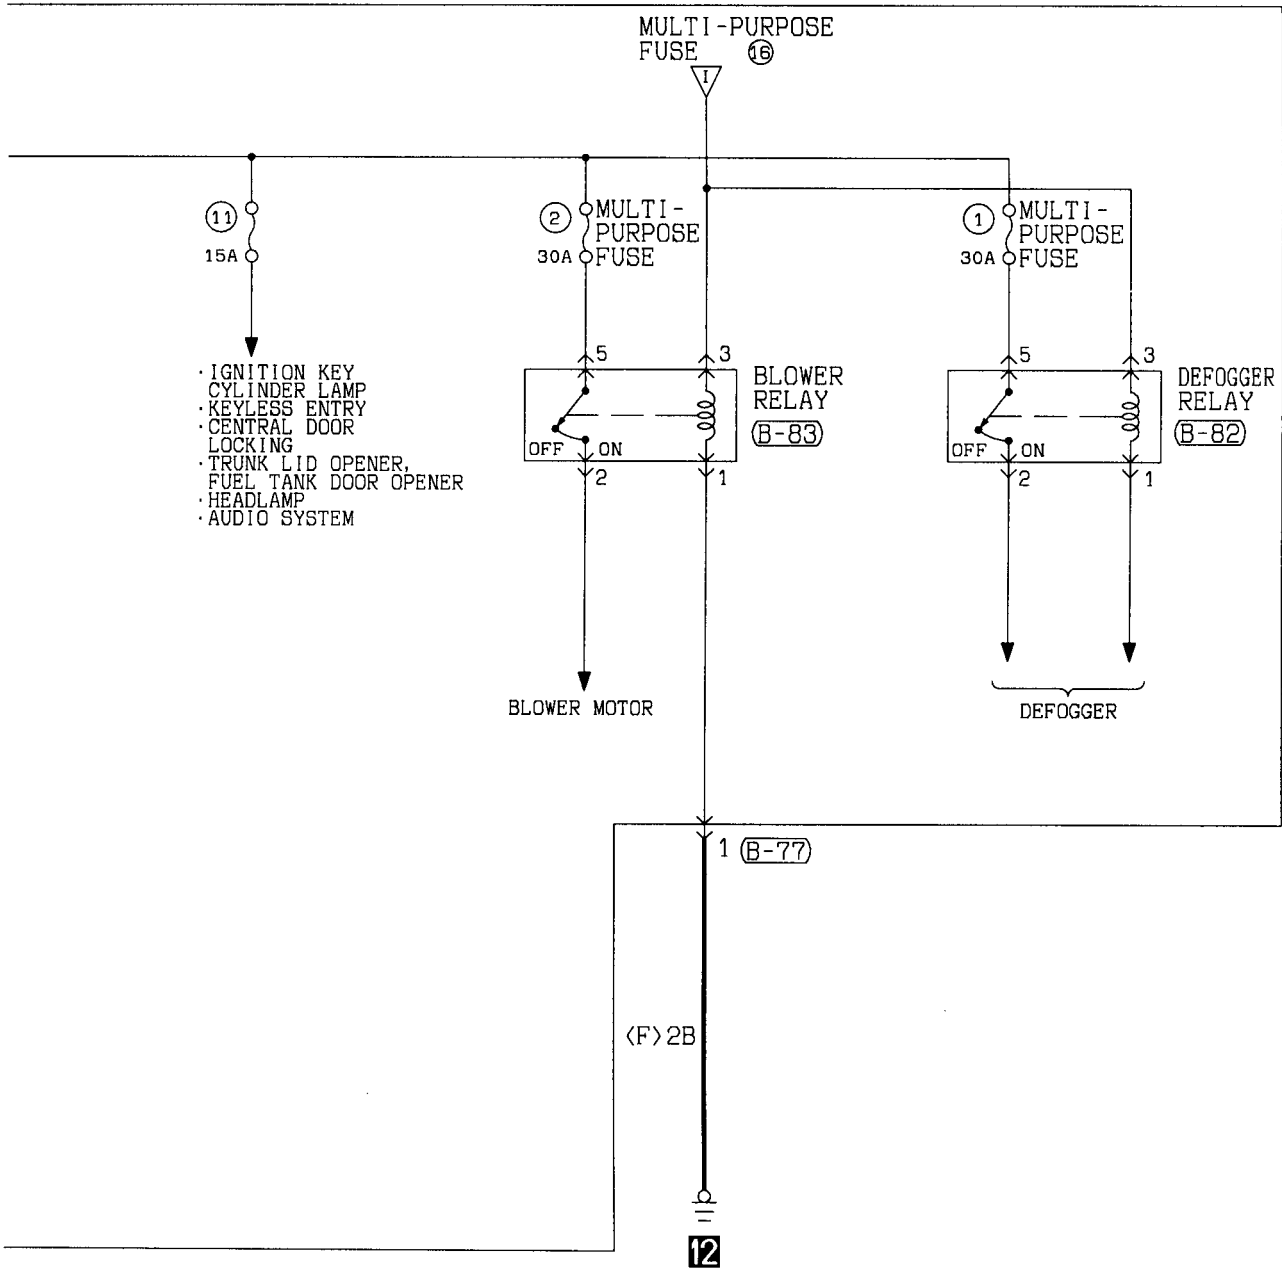 MULTI-PURPOSE
FUSE 16
I
11
15A
2
MULTI-
PURPOSE
30A FUSE
1
MULTI-
PURPOSE
30A FUSE
· IGNITION KEY
CYLINDER LAMP
· KEYLESS ENTRY
· CENTRAL DOOR
LOCKING
· TRUNK LID OPENER,
FUEL TANK DOOR OPENER
· HEADLAMP
· AUDIO SYSTEM
5 3
BLOWER
RELAY
B-83
OFF ON
2 1
5 3
DEFOGGER
RELAY
B-82
OFF ON
2 1
BLOWER MOTOR
DEFOGGER
1 B-77
<F>2B
12